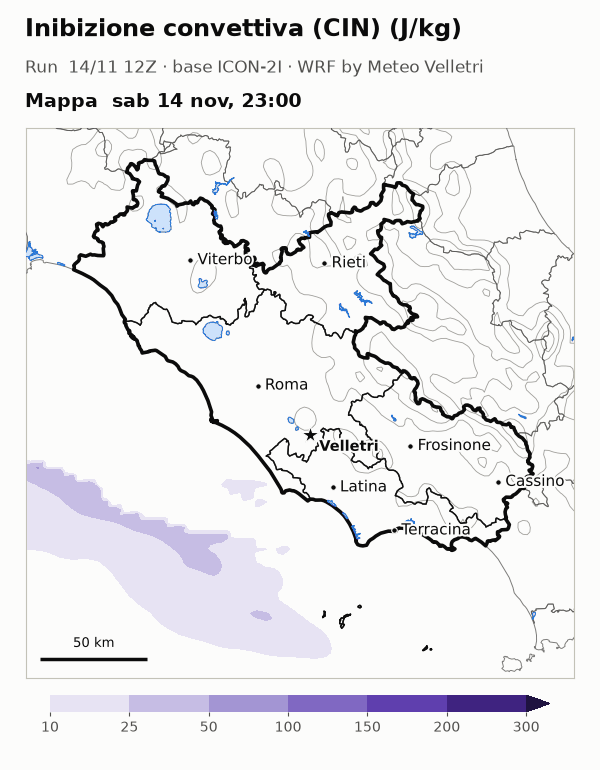 Inibizione convettiva (CIN) (J/kg)
Run  14/11 12Z · base ICON-2I · WRF by Meteo Velletri
Mappa  sab 14 nov, 23:00
Viterbo
Rieti
Roma
Velletri
Frosinone
Cassino
Latina
Terracina
50 km
10 25 50 100 150 200 300